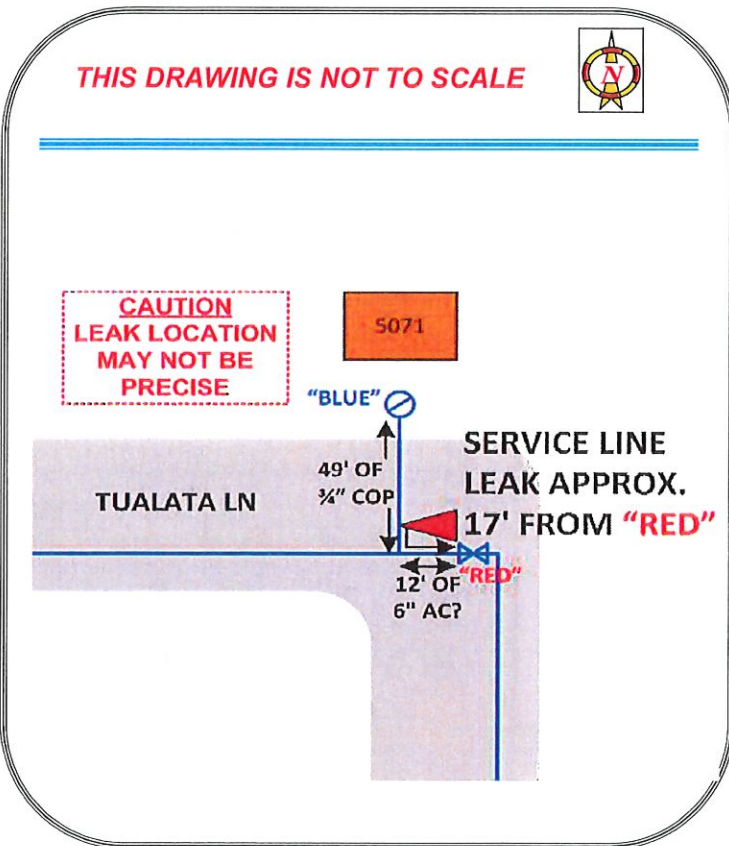 THIS DRAWING IS NOT TO SCALE
N
CAUTION
LEAK LOCATION
MAY NOT BE
PRECISE
5071
"BLUE"
49' OF
¾" COP
SERVICE LINE
LEAK APPROX.
17' FROM "RED"
TUALATA LN
12' OF
6" AC?
"RED"